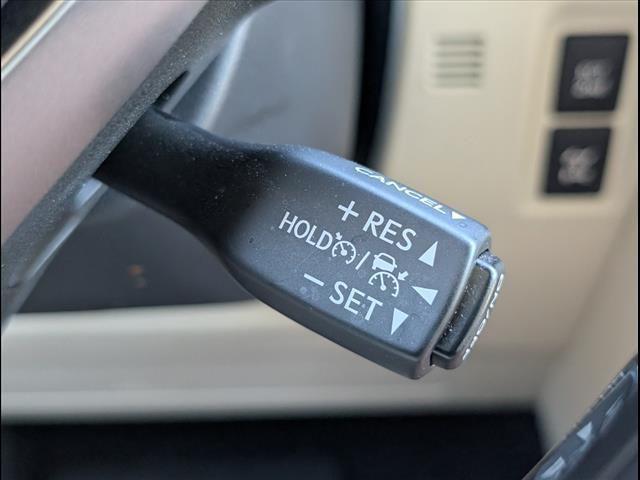 CANCEL
+ RES
HOLD /
− SET